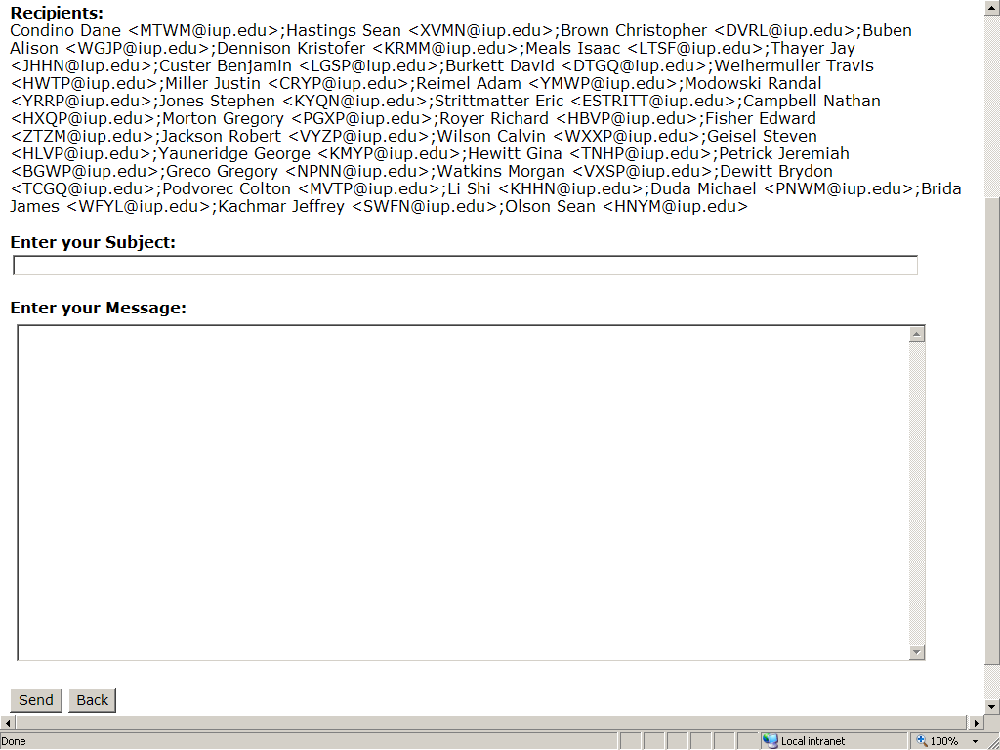 Recipients:
Condino Dane <MTWM@iup.edu>;Hastings Sean <XVMN@iup.edu>;Brown Christopher <DVRL@iup.edu>;Buben
Alison <WGJP@iup.edu>;Dennison Kristofer <KRMM@iup.edu>;Meals Isaac <LTSF@iup.edu>;Thayer Jay
<JHHN@iup.edu>;Custer Benjamin <LGSP@iup.edu>;Burkett David <DTGQ@iup.edu>;Weihermuller Travis
<HWTP@iup.edu>;Miller Justin <CRYP@iup.edu>;Reimel Adam <YMWP@iup.edu>;Modowski Randal
<YRRP@iup.edu>;Jones Stephen <KYQN@iup.edu>;Strittmatter Eric <ESTRITT@iup.edu>;Campbell Nathan
<HXQP@iup.edu>;Morton Gregory <PGXP@iup.edu>;Royer Richard <HBVP@iup.edu>;Fisher Edward
<ZTZM@iup.edu>;Jackson Robert <VYZP@iup.edu>;Wilson Calvin <WXXP@iup.edu>;Geisel Steven
<HLVP@iup.edu>;Yauneridge George <KMYP@iup.edu>;Hewitt Gina <TNHP@iup.edu>;Petrick Jeremiah
<BGWP@iup.edu>;Greco Gregory <NPNN@iup.edu>;Watkins Morgan <VXSP@iup.edu>;Dewitt Brydon
<TCGQ@iup.edu>;Podvorec Colton <MVTP@iup.edu>;Li Shi <KHHN@iup.edu>;Duda Michael <PNWM@iup.edu>;Brida
James <WFYL@iup.edu>;Kachmar Jeffrey <SWFN@iup.edu>;Olson Sean <HNYM@iup.edu>
Enter your Subject:
Enter your Message:
Send Back
Done Local intranet 100%